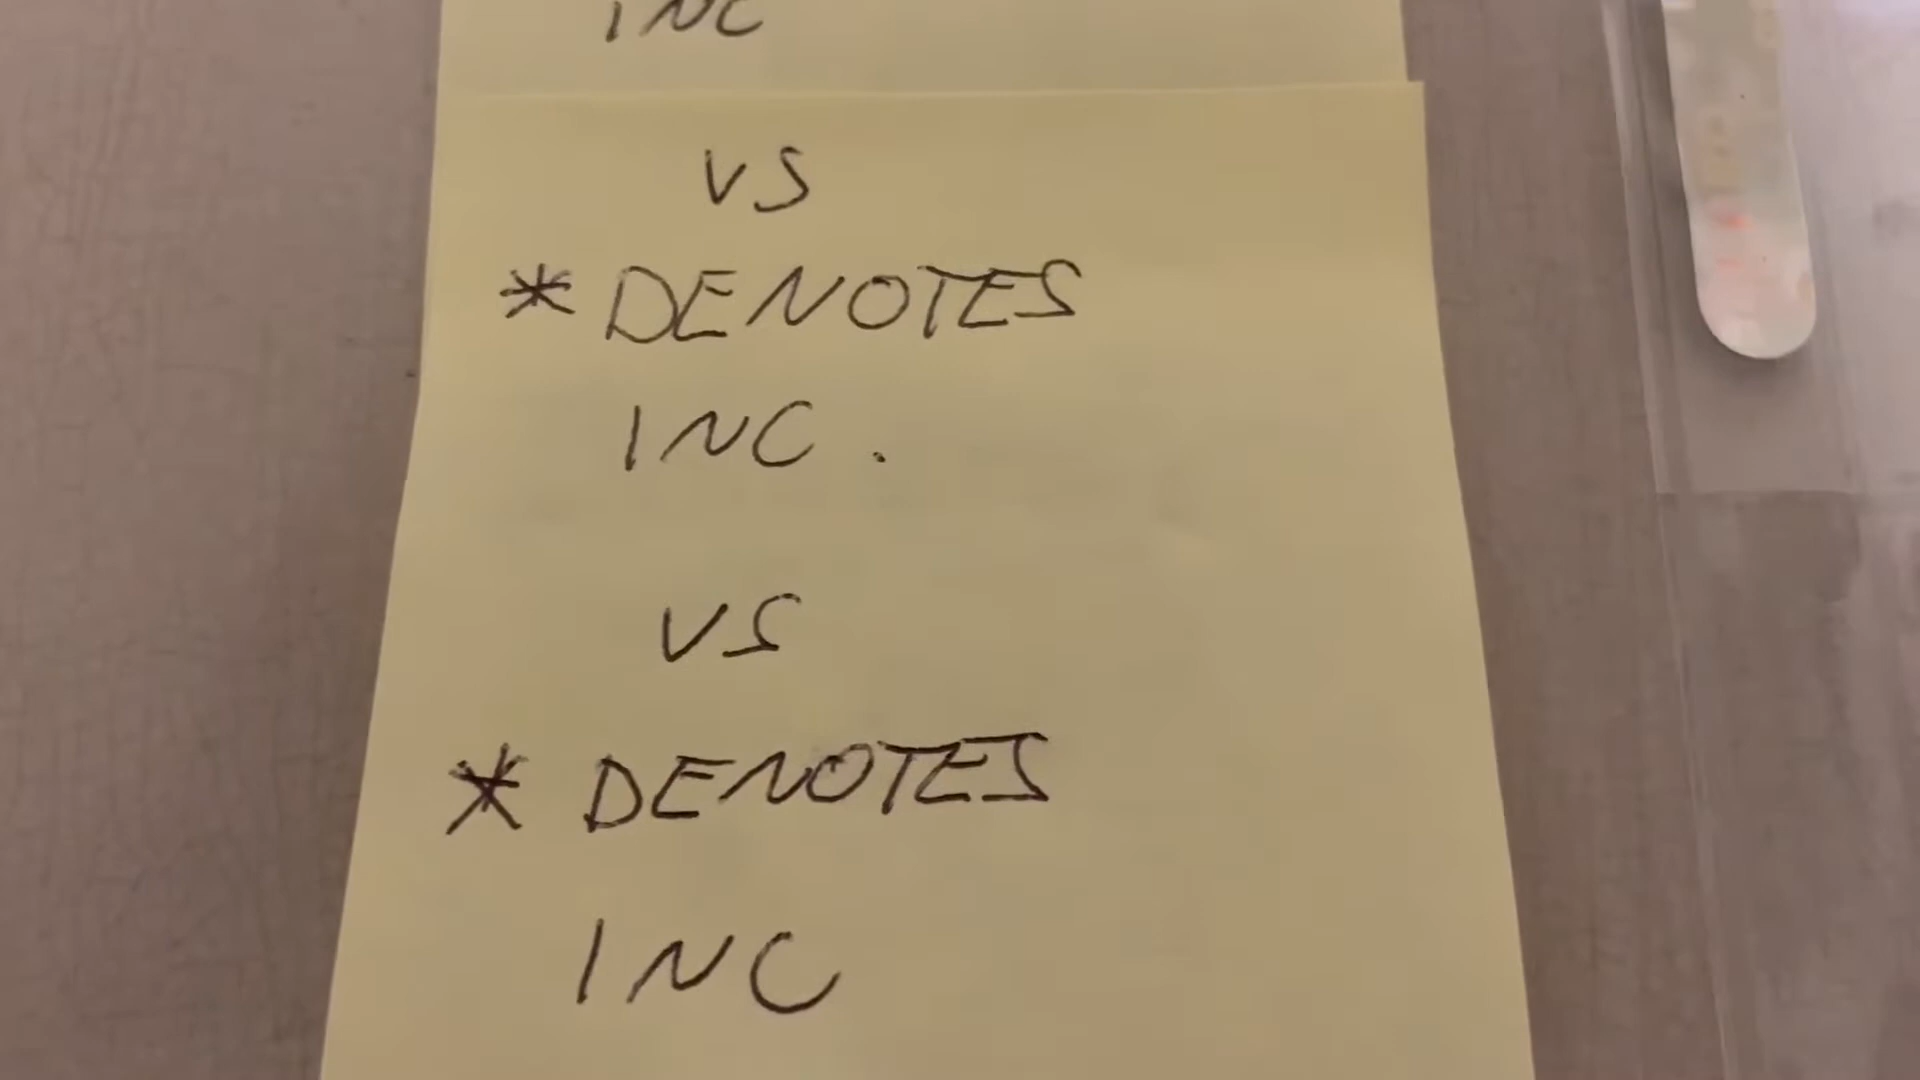 INC
VS
* DENOTES
INC .
VS
* DENOTES
INC